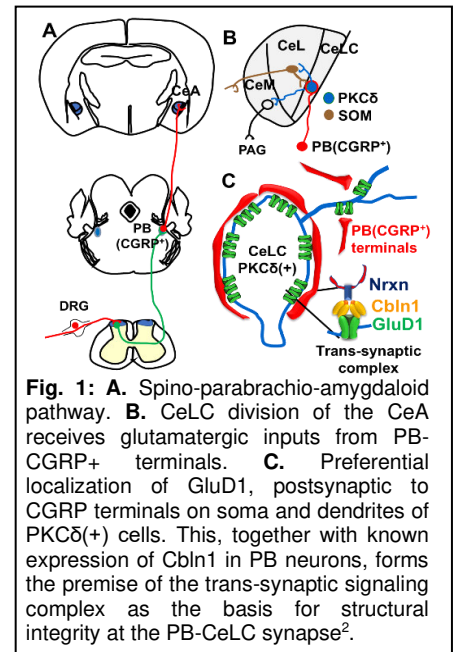 A
CeA
PB
(CGRP⁺)
DRG
B
CeL
CeLC
CeM
PKCδ
SOM
PAG
PB(CGRP⁺)
C
CeLC
PKCδ(+)
PB(CGRP⁺)
terminals
Nrxn
Cbln1
GluD1
Trans-synaptic
complex
Fig. 1: A. Spino-parabrachio-amygdaloid
pathway. B. CeLC division of the CeA
receives glutamatergic inputs from PB-
CGRP+ terminals. C. Preferential
localization of GluD1, postsynaptic to
CGRP terminals on soma and dendrites of
PKCδ(+) cells. This, together with known
expression of Cbln1 in PB neurons, forms
the premise of the trans-synaptic signaling
complex as the basis for structural
integrity at the PB-CeLC synapse².